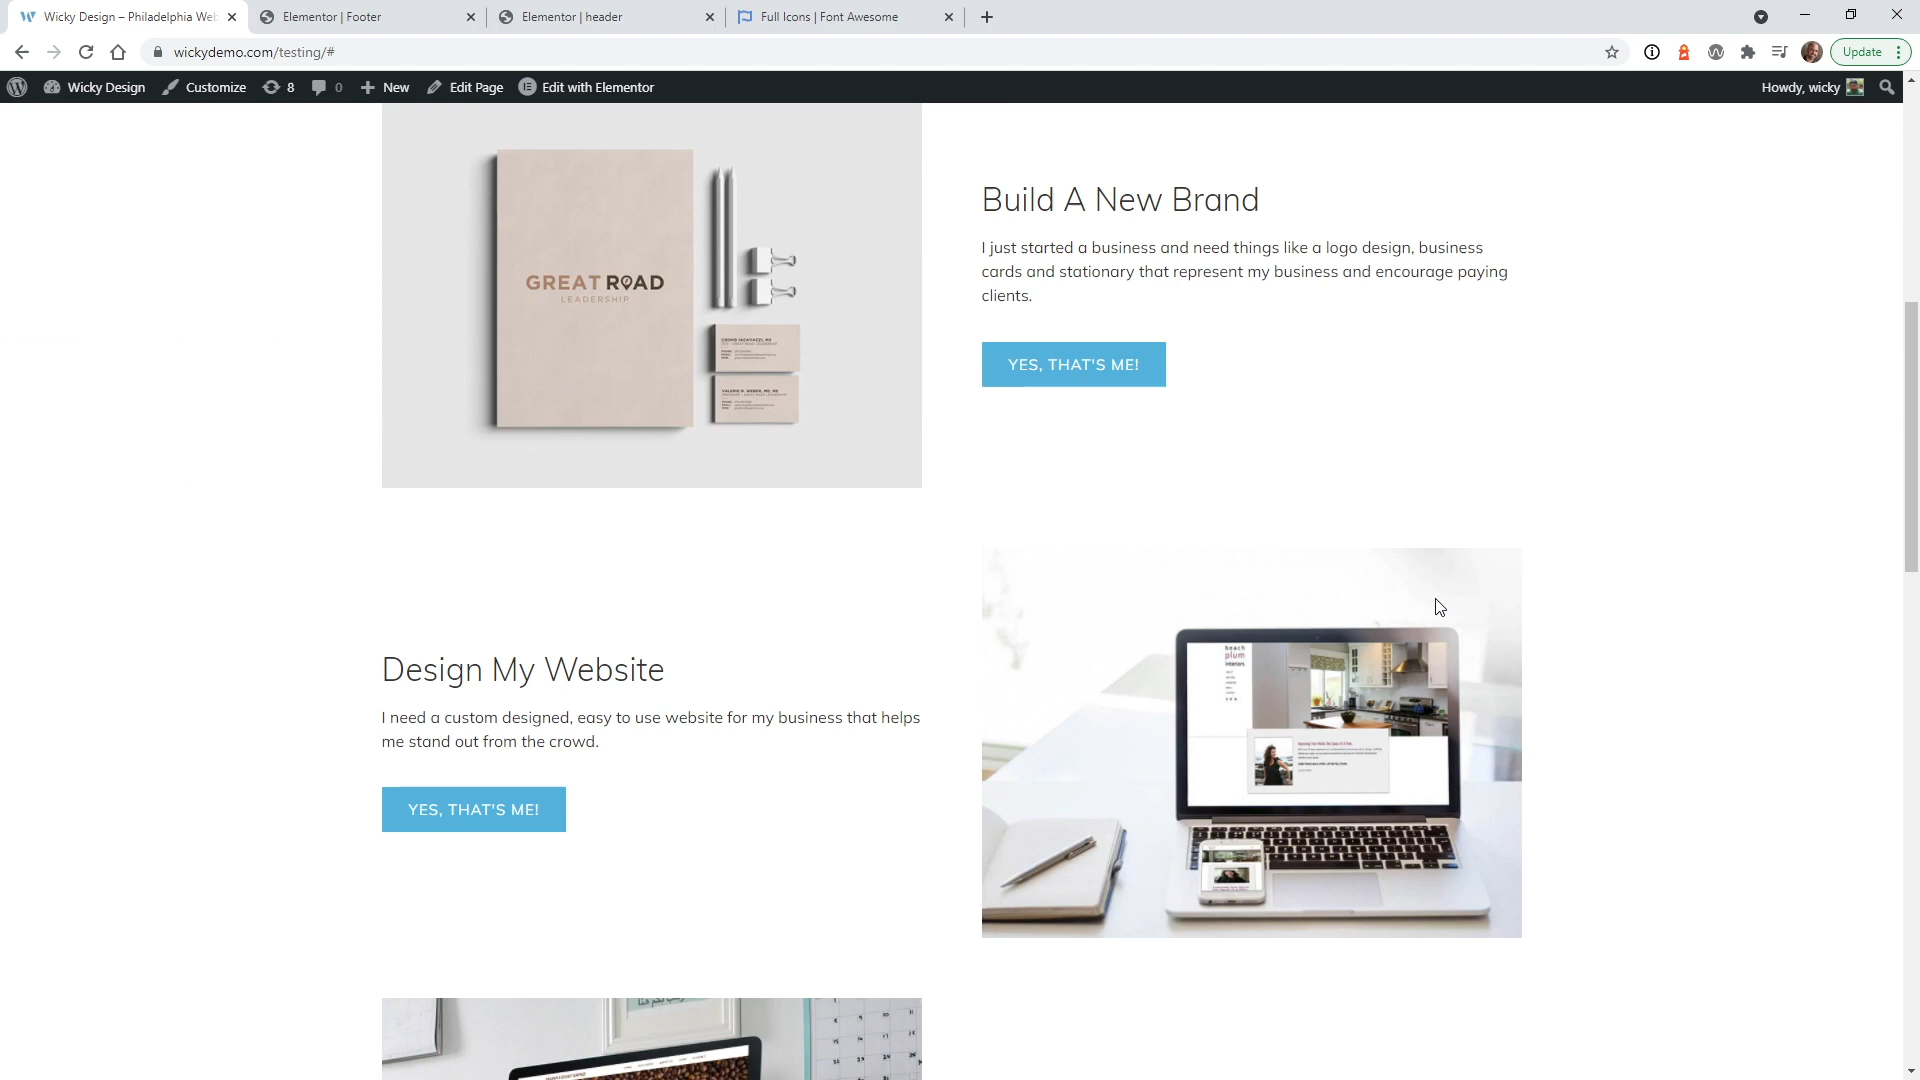 Wicky Design – Philadelphia Web
Elementor | Footer
Elementor | header
Full Icons | Font Awesome
wickydemo.com/testing/#
Update
Wicky Design
Customize
8
0
New
Edit Page
Edit with Elementor
Howdy, wicky
GREAT ROAD
LEADERSHIP
Build A New Brand
I just started a business and need things like a logo design, business
cards and stationary that represent my business and encourage paying
clients.
YES, THAT'S ME!
Design My Website
I need a custom designed, easy to use website for my business that helps
me stand out from the crowd.
YES, THAT'S ME!
beach
plum
interiors